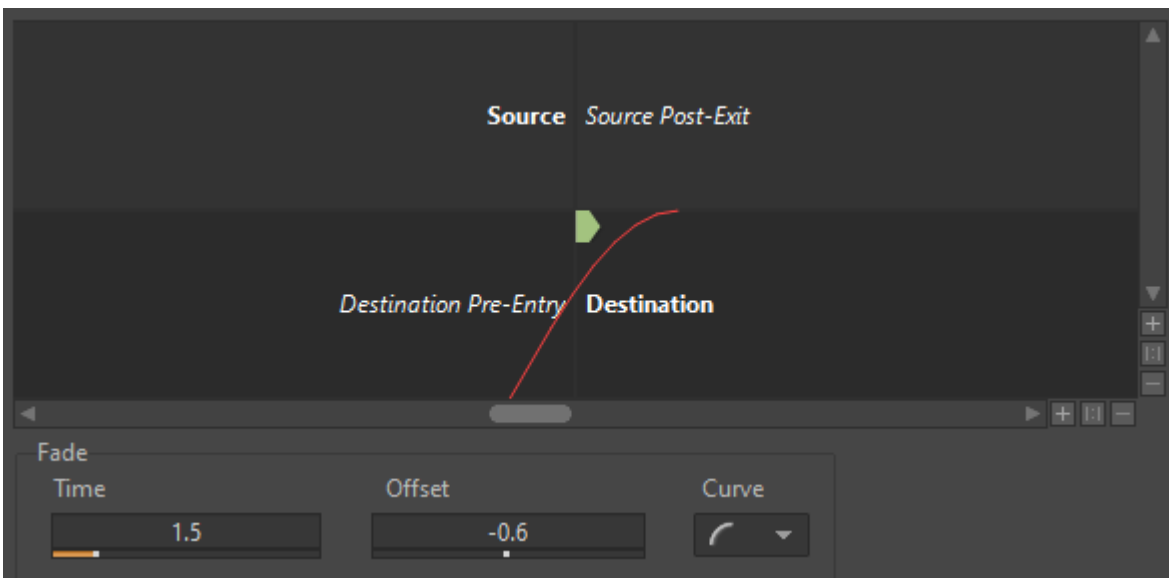 Source Source Post-Exit
Destination Pre-Entry Destination
Fade
Time Offset Curve
1.5 -0.6